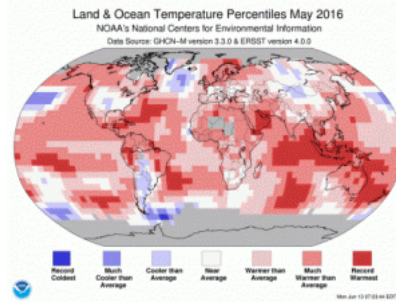 Land & Ocean Temperature Percentiles May 2016
NOAA's National Centers for Environmental Information
Data Source: GHCN–M version 3.3.0 & ERSST version 4.0.0
Record Coldest
Much Cooler than Average
Cooler than Average
Near Average
Warmer than Average
Much Warmer than Average
Record Warmest